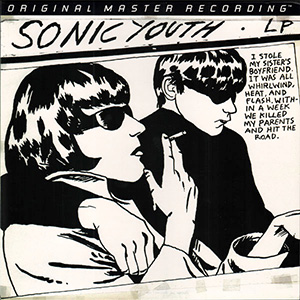 ORIGINAL MASTER RECORDING™
SONIC YOUTH . LP
I STOLE
MY SISTER'S
BOYFRIEND.
IT WAS ALL
WHIRLWIND,
HEAT, AND
FLASH. WITH-
IN A WEEK
WE KILLED
MY PARENTS
AND HIT THE
ROAD.